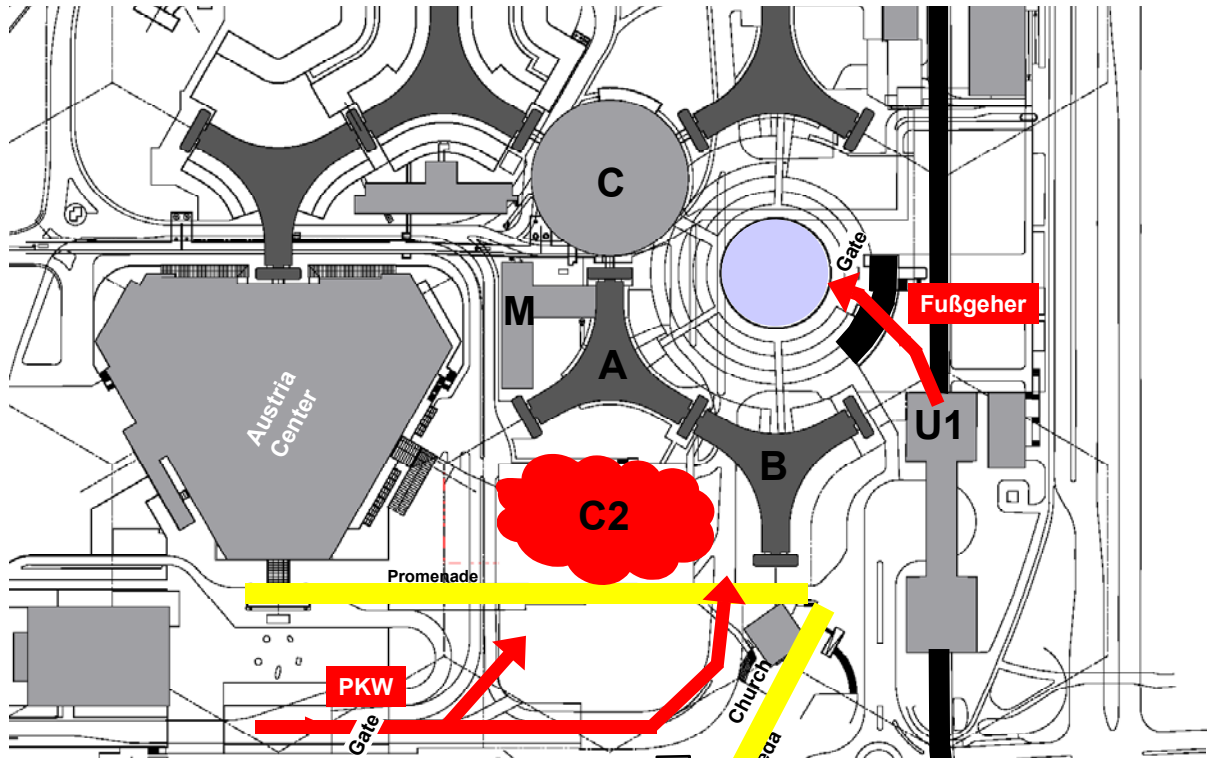 C
Gate
M
Fußgeher
A
Austria
Center
U1
B
C2
Promenade
PKW
Church
Gate